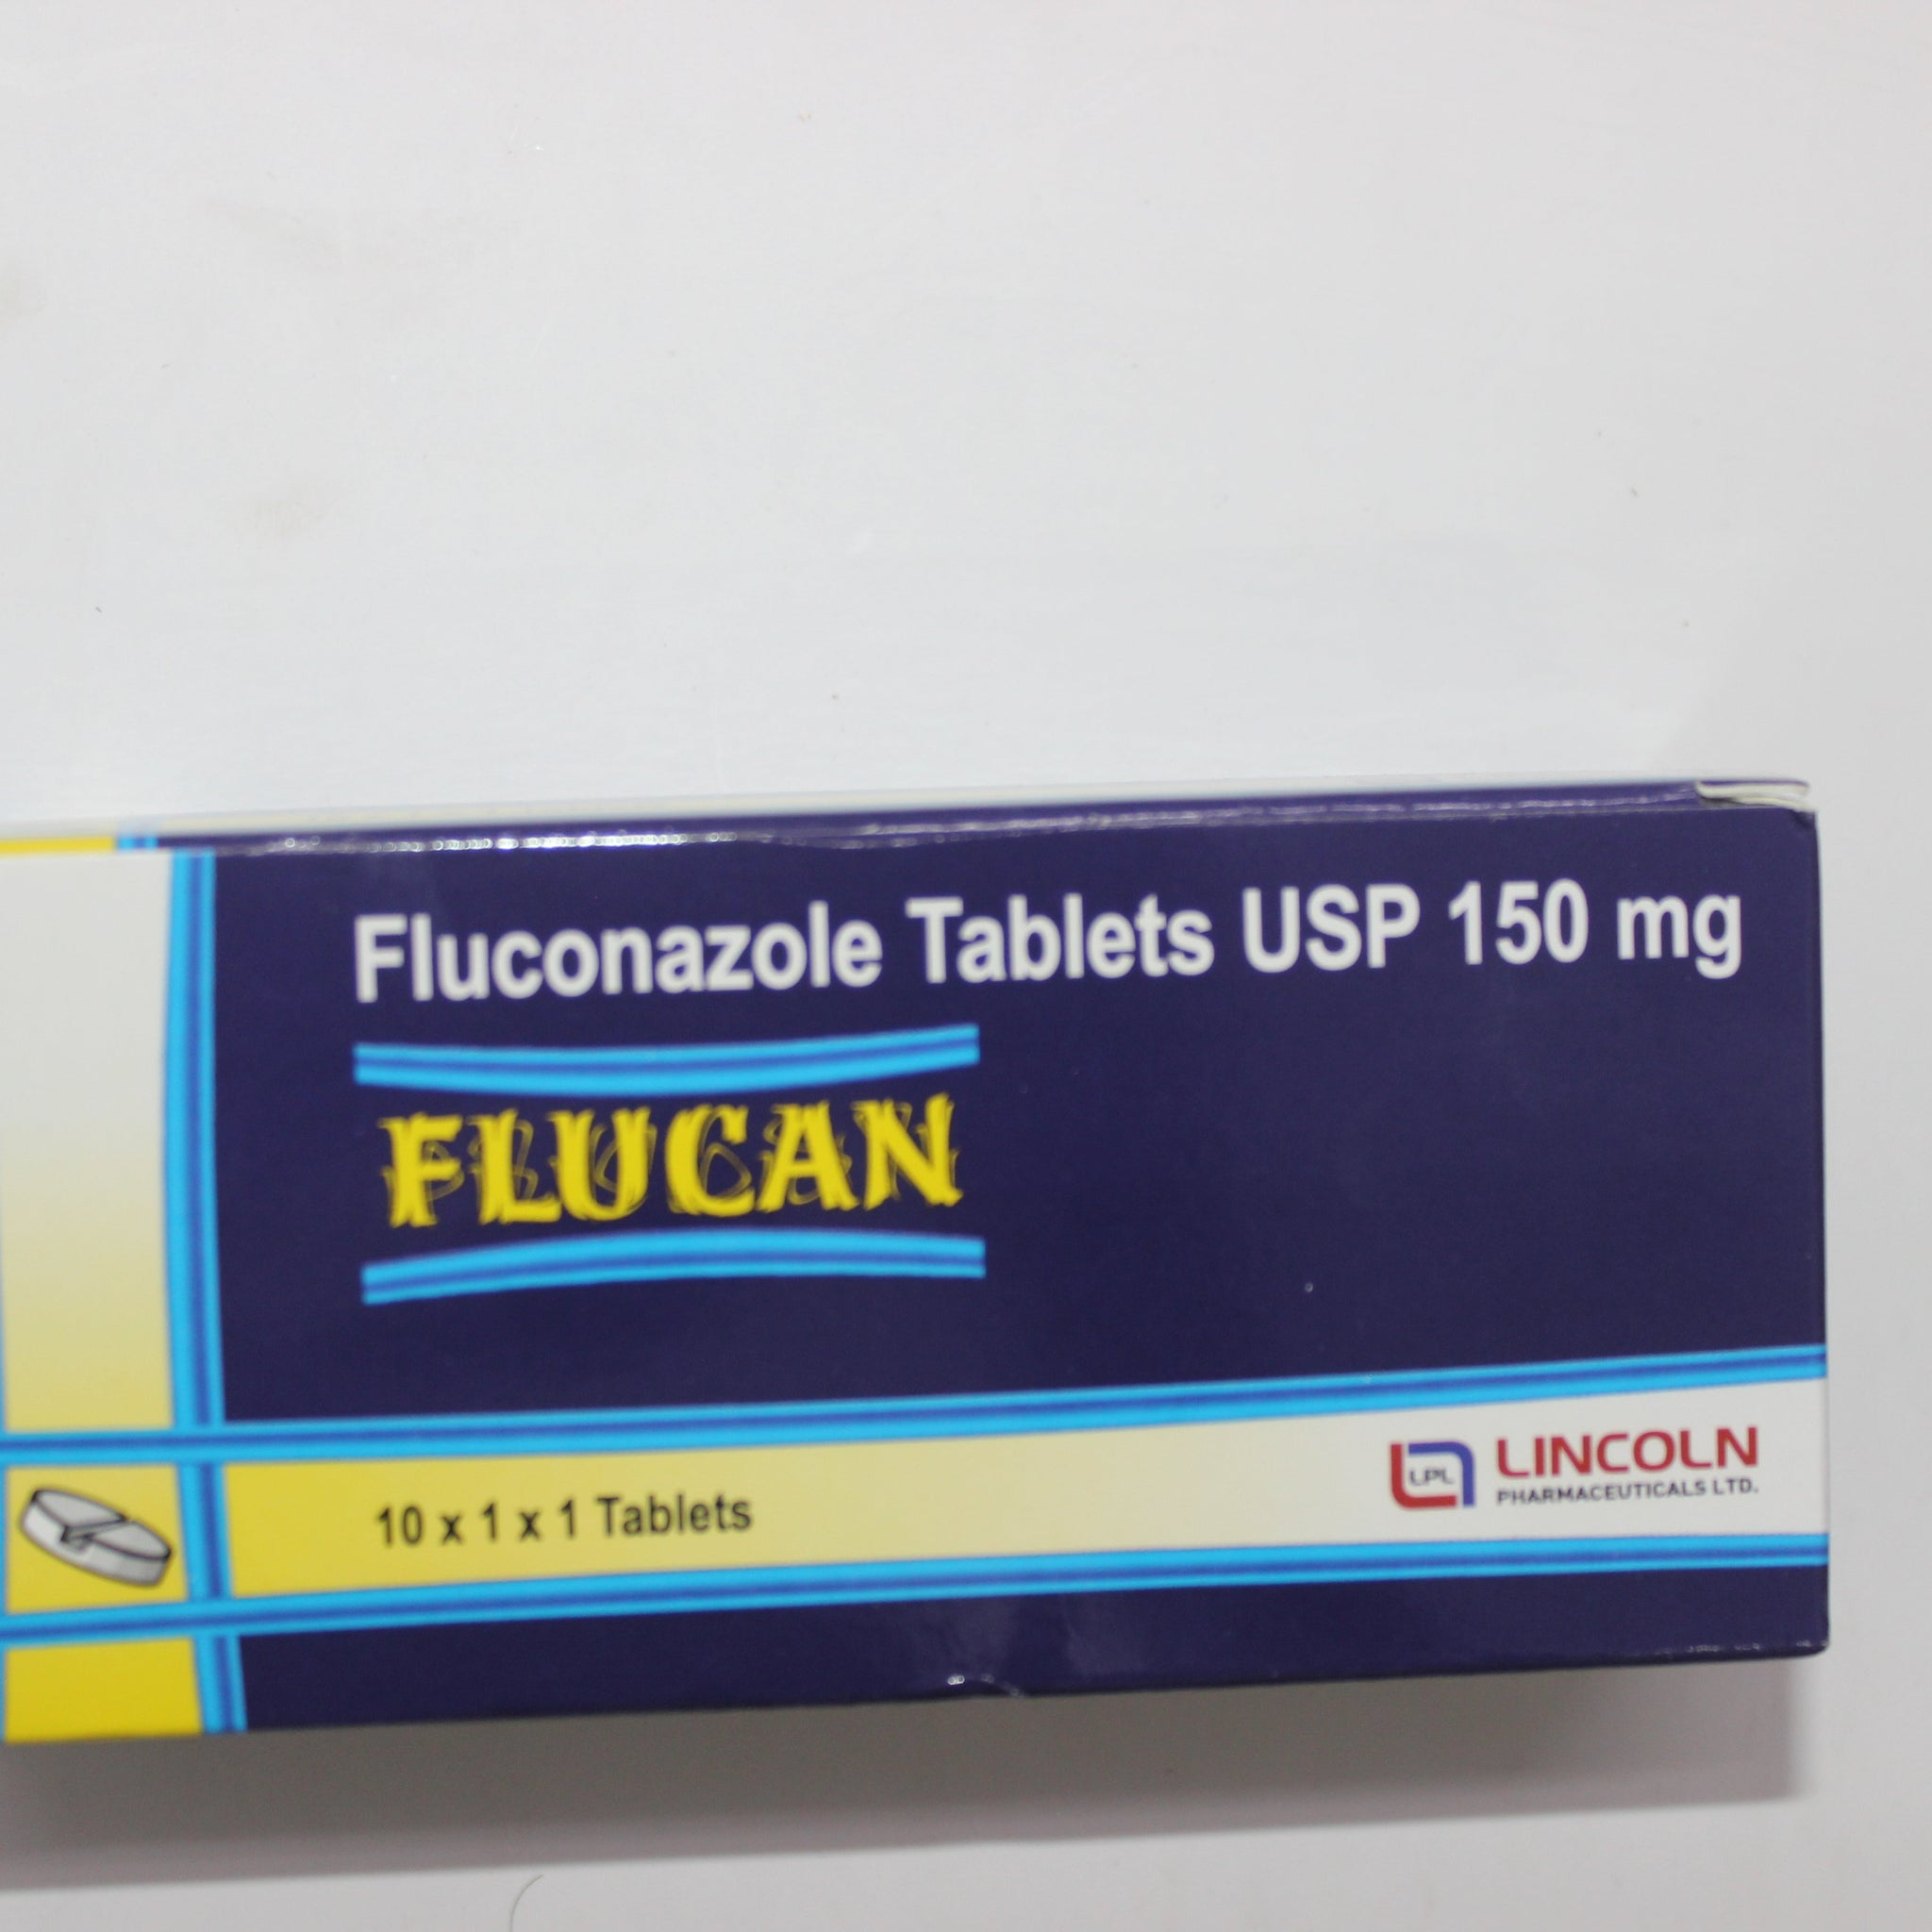 Fluconazole Tablets USP 150 mg
FLUCAN
10 x 1 x 1 Tablets
LPL
LINCOLN
PHARMACEUTICALS LTD.